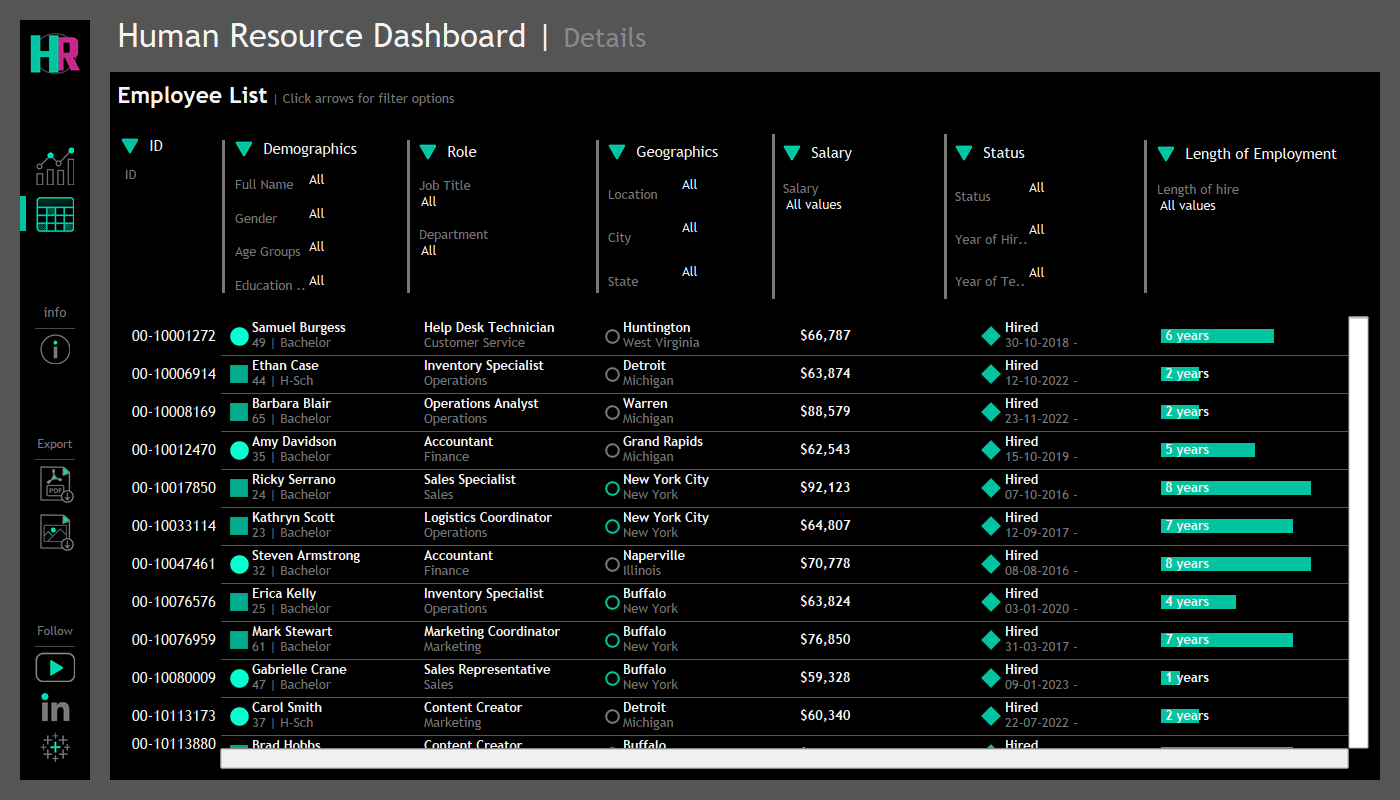 HR
Human Resource Dashboard | Details
Employee List | Click arrows for filter options
ID
ID
Demographics
Full Name All
Gender All
Age Groups All
Education .. All
Role
Job Title
All
Department
All
Geographics
Location All
City All
State All
Salary
Salary
All values
Status
Status All
Year of Hir.. All
Year of Te.. All
Length of Employment
Length of hire
All values
info
Export
PDF
Follow
in
00-10001272 Samuel Burgess Help Desk Technician Huntington $66,787 Hired 6 years
49 | Bachelor Customer Service West Virginia 30-10-2018 -
00-10006914 Ethan Case Inventory Specialist Detroit $63,874 Hired 2 years
44 | H-Sch Operations Michigan 12-10-2022 -
00-10008169 Barbara Blair Operations Analyst Warren $88,579 Hired 2 years
65 | Bachelor Operations Michigan 23-11-2022 -
00-10012470 Amy Davidson Accountant Grand Rapids $62,543 Hired 5 years
35 | Bachelor Finance Michigan 15-10-2019 -
00-10017850 Ricky Serrano Sales Specialist New York City $92,123 Hired 8 years
24 | Bachelor Sales New York 07-10-2016 -
00-10033114 Kathryn Scott Logistics Coordinator New York City $64,807 Hired 7 years
23 | Bachelor Operations New York 12-09-2017 -
00-10047461 Steven Armstrong Accountant Naperville $70,778 Hired 8 years
32 | Bachelor Finance Illinois 08-08-2016 -
00-10076576 Erica Kelly Inventory Specialist Buffalo $63,824 Hired 4 years
25 | Bachelor Operations New York 03-01-2020 -
00-10076959 Mark Stewart Marketing Coordinator Buffalo $76,850 Hired 7 years
61 | Bachelor Marketing New York 31-03-2017 -
00-10080009 Gabrielle Crane Sales Representative Buffalo $59,328 Hired 1 years
47 | Bachelor Sales New York 09-01-2023 -
00-10113173 Carol Smith Content Creator Detroit $60,340 Hired 2 years
37 | H-Sch Marketing Michigan 22-07-2022 -
00-10113880 Brad Hobbs Content Creator Buffalo Hired